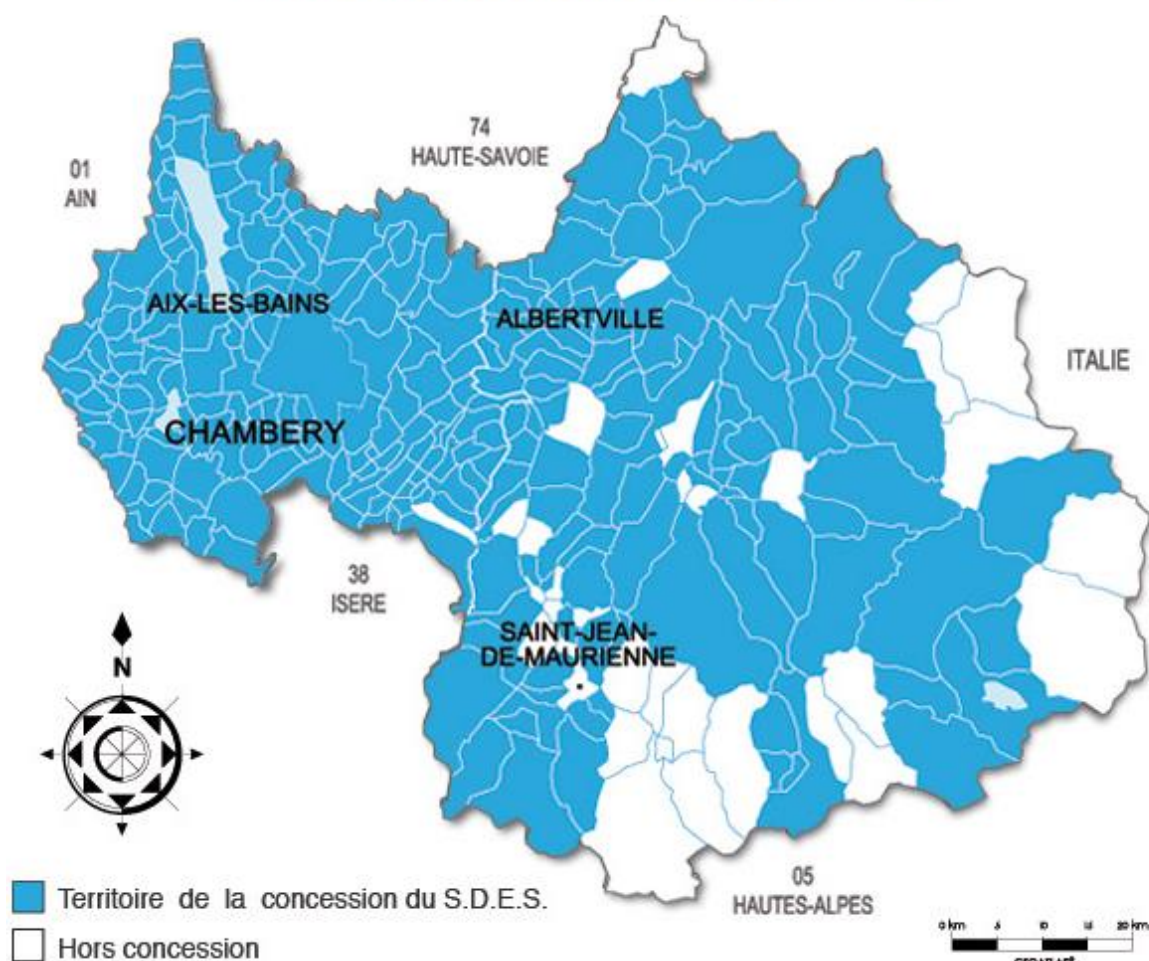 74
HAUTE-SAVOIE
01
AIN
AIX-LES-BAINS
ALBERTVILLE
ITALIE
CHAMBERY
38
ISERE
SAINT-JEAN-
DE-MAURIENNE
N
05
HAUTES-ALPES
Territoire de la concession du S.D.E.S.
Hors concession
0 km 5 10 15 20 km